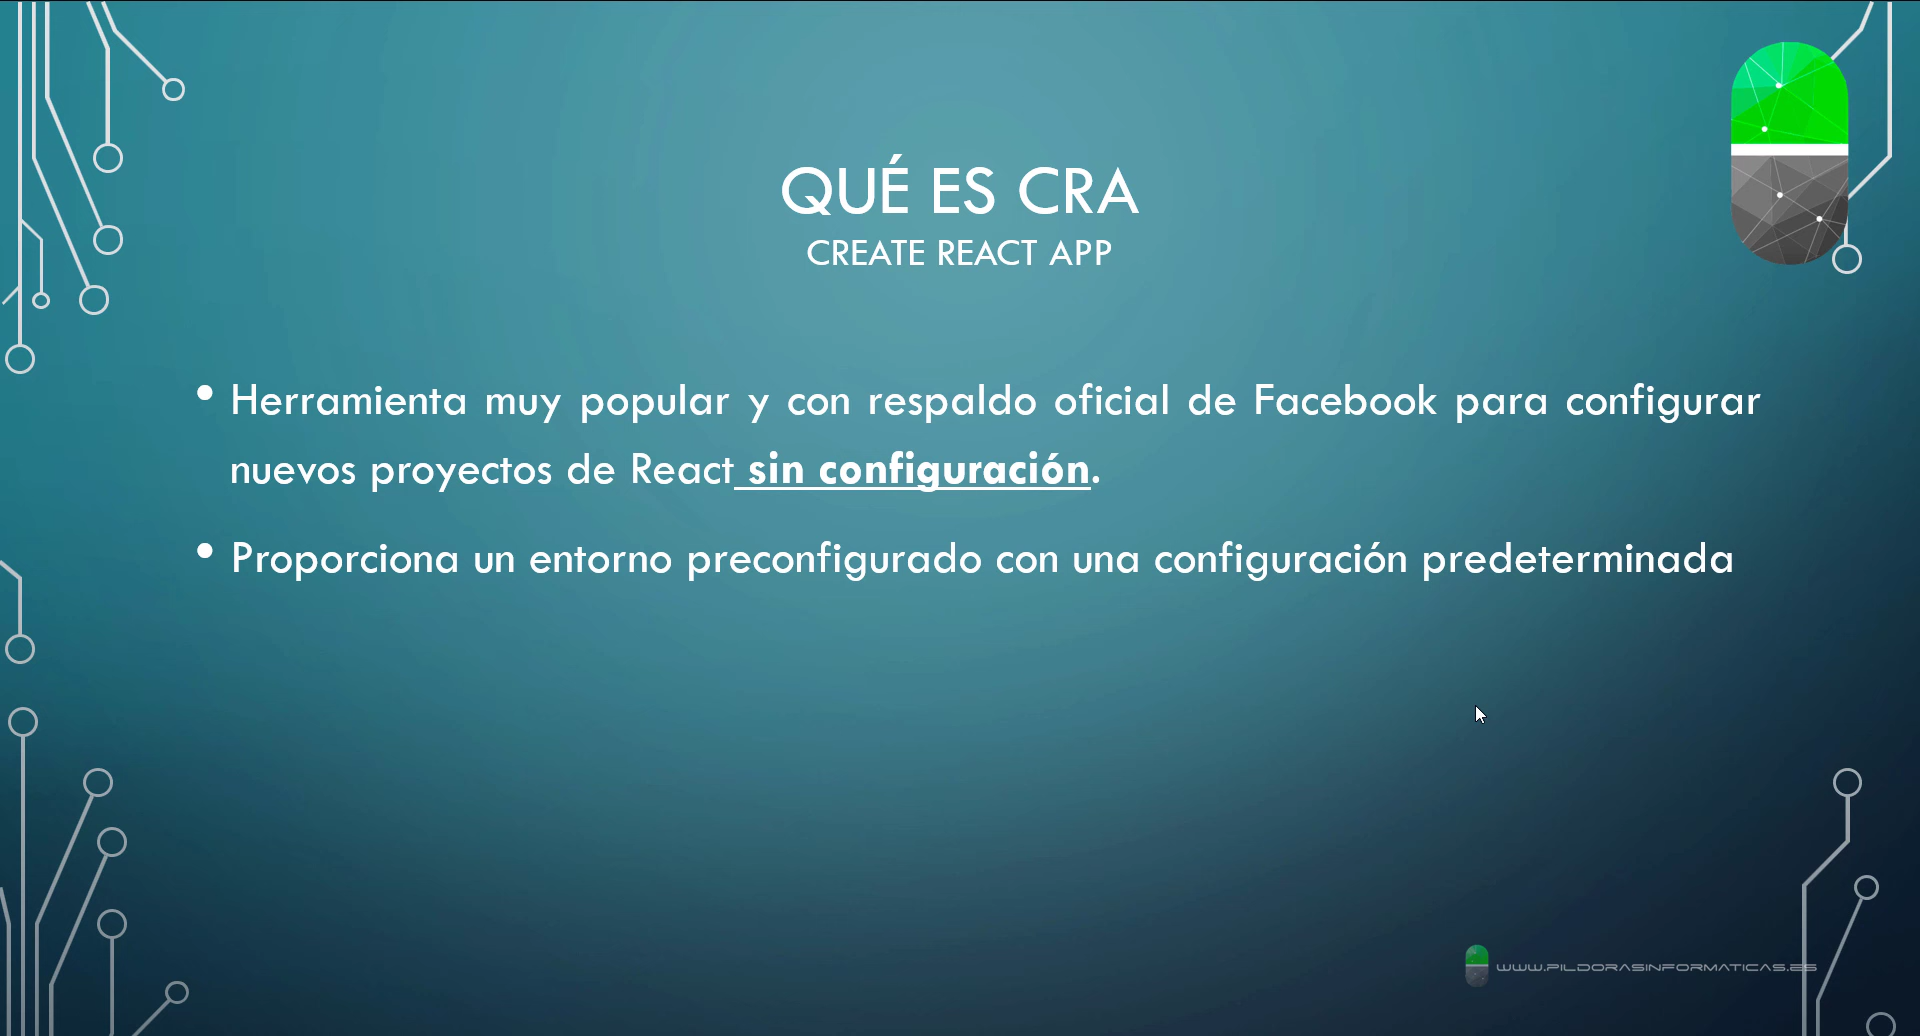 QUÉ ES CRA
CREATE REACT APP
• Herramienta muy popular y con respaldo oficial de Facebook para configurar
nuevos proyectos de React sin configuración.
• Proporciona un entorno preconfigurado con una configuración predeterminada
WWW.PILDORASINFORMATICAS.ES